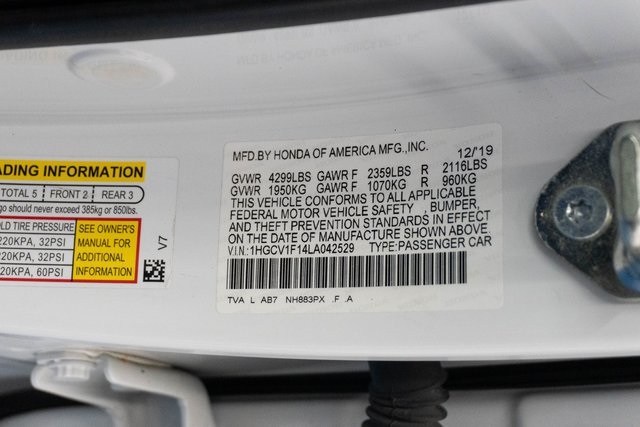 ADING INFORMATION
TOTAL 5 FRONT 2 REAR 3
go should never exceed 385kg or 850lbs.
LD TIRE PRESSURE
220KPA, 32PSI
220KPA, 32PSI
220KPA, 60PSI
SEE OWNER'S
MANUAL FOR
ADDITIONAL
INFORMATION
V7
MFD.BY HONDA OF AMERICA MFG.,INC. 12/19
GVWR 4299LBS GAWR F 2359LBS R 2116LBS
GVWR 1950KG GAWR F 1070KG R 960KG
THIS VEHICLE CONFORMS TO ALL APPLICABLE
FEDERAL MOTOR VEHICLE SAFETY BUMPER,
AND THEFT PREVENTION STANDARDS IN EFFECT
ON THE DATE OF MANUFACTURE SHOWN ABOVE.
V.I.N.: 1HGCV1F14LA042529 TYPE:PASSENGER CAR
TVA L AB7 NH883PX .F .A